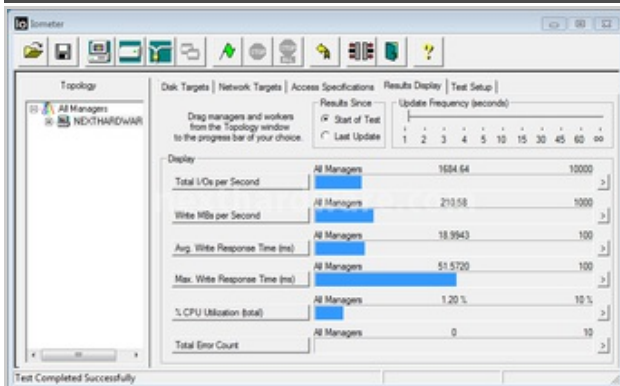 Iometer
Topology
All Managers
NEXTHARDWAR
Disk Targets Network Targets Access Specifications Results Display Test Setup
Drag managers and workers
from the Topology window
to the progress bar of your choice.
Results Since
Start of Test
Last Update
Update Frequency (seconds)
1 2 3 4 5 10 15 30 45 60 oo
Display
Total I/Os per Second
All Managers 1684.64 10000
Write MBs per Second
All Managers 210.58 1000
Avg. Write Response Time (ms)
All Managers 18.9943 100
Max. Write Response Time (ms)
All Managers 51.5720 100
% CPU Utilization (total)
All Managers 1.20 % 10 %
Total Error Count
All Managers 0 10
Test Completed Successfully